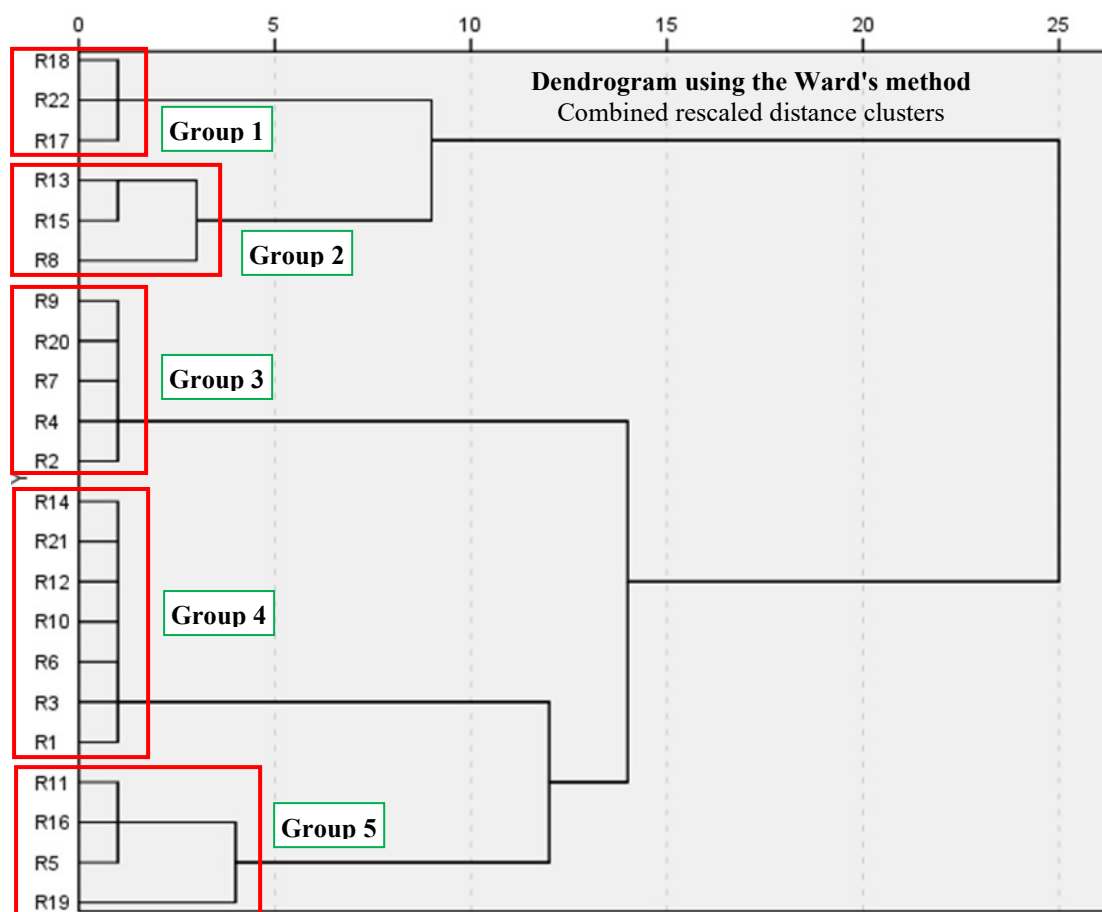 0 5 10 15 20 25
Dendrogram using the Ward's method
Combined rescaled distance clusters
R18
R22
R17
Group 1
R13
R15
R8
Group 2
R9
R20
R7
R4
R2
Group 3
Y
R14
R21
R12
R10
R6
R3
R1
Group 4
R11
R16
R5
R19
Group 5